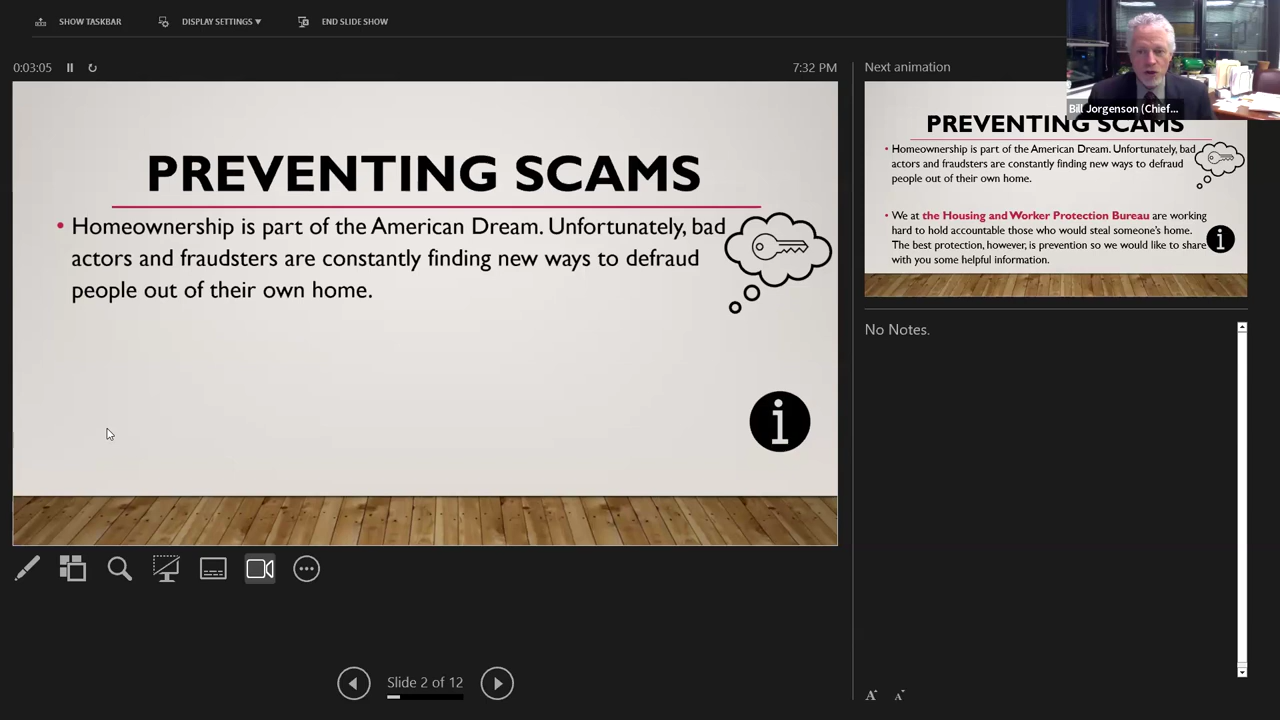 SHOW TASKBAR
DISPLAY SETTINGS ▼
END SLIDE SHOW
0:03:05
7:32 PM
PREVENTING SCAMS
• Homeownership is part of the American Dream. Unfortunately, bad
actors and fraudsters are constantly finding new ways to defraud
people out of their own home.
i
Slide 2 of 12
Next animation
Bill Jorgenson (Chief...
PREVENTING SCAMS
• Homeownership is part of the American Dream. Unfortunately, bad
actors and fraudsters are constantly finding new ways to defraud
people out of their own home.
• We at the Housing and Worker Protection Bureau are working
hard to hold accountable those who would steal someone's home.
The best protection, however, is prevention so we would like to share
with you some helpful information.
i
No Notes.
A A